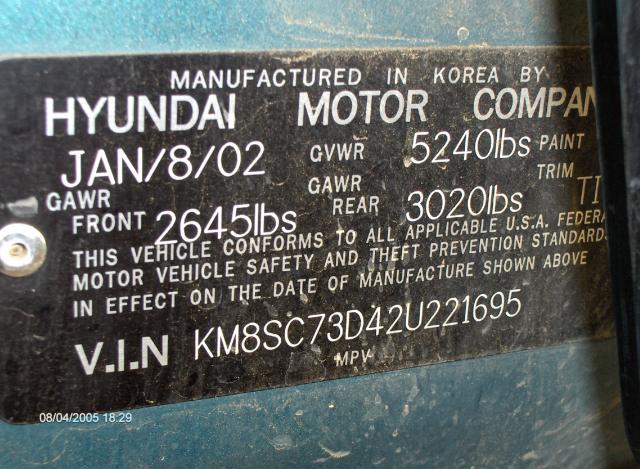 MANUFACTURED IN KOREA BY
HYUNDAI MOTOR COMPAN
JAN/8/02 GVWR 5240lbs PAINT
GAWR FRONT 2645lbs GAWR REAR 3020lbs TRIM TI
THIS VEHICLE CONFORMS TO ALL APPLICABLE U.S.A. FEDERA
MOTOR VEHICLE SAFETY AND THEFT PREVENTION STANDARD
IN EFFECT ON THE DATE OF MANUFACTURE SHOWN ABOVE
V.I.N KM8SC73D42U221695
MPV
08/04/2005 18:29